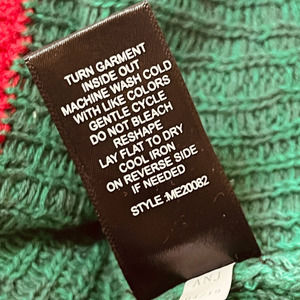 TURN GARMENT
INSIDE OUT
MACHINE WASH COLD
WITH LIKE COLORS
GENTLE CYCLE
DO NOT BLEACH
RESHAPE
LAY FLAT TO DRY
COOL IRON
ON REVERSE SIDE
IF NEEDED
STYLE :ME20082